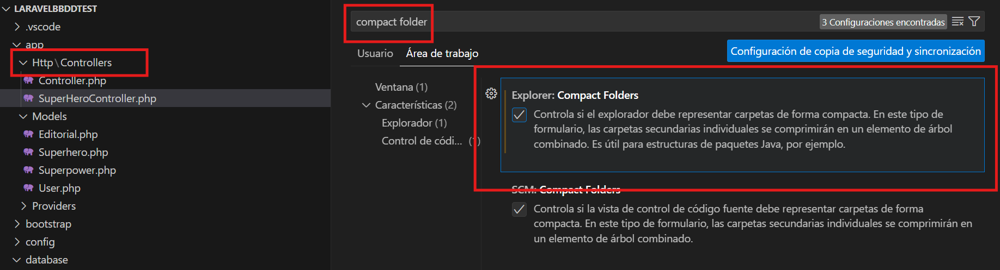 LARAVELBBDDTEST
.vscode
app
Http\Controllers
Controller.php
SuperHeroController.php
Models
Editorial.php
Superhero.php
Superpower.php
User.php
Providers
bootstrap
config
database
compact folder
3 Configuraciones encontradas
Usuario
Área de trabajo
Configuración de copia de seguridad y sincronización
Ventana (1)
Características (2)
Explorador (1)
Control de códi... (1)
Explorer: Compact Folders
Controla si el explorador debe representar carpetas de forma compacta. En este tipo de
formulario, las carpetas secundarias individuales se comprimirán en un elemento de árbol
combinado. Es útil para estructuras de paquetes Java, por ejemplo.
SCM: Compact Folders
Controla si la vista de control de código fuente debe representar carpetas de forma
compacta. En este tipo de formulario, las carpetas secundarias individuales se comprimirán en
un elemento de árbol combinado.